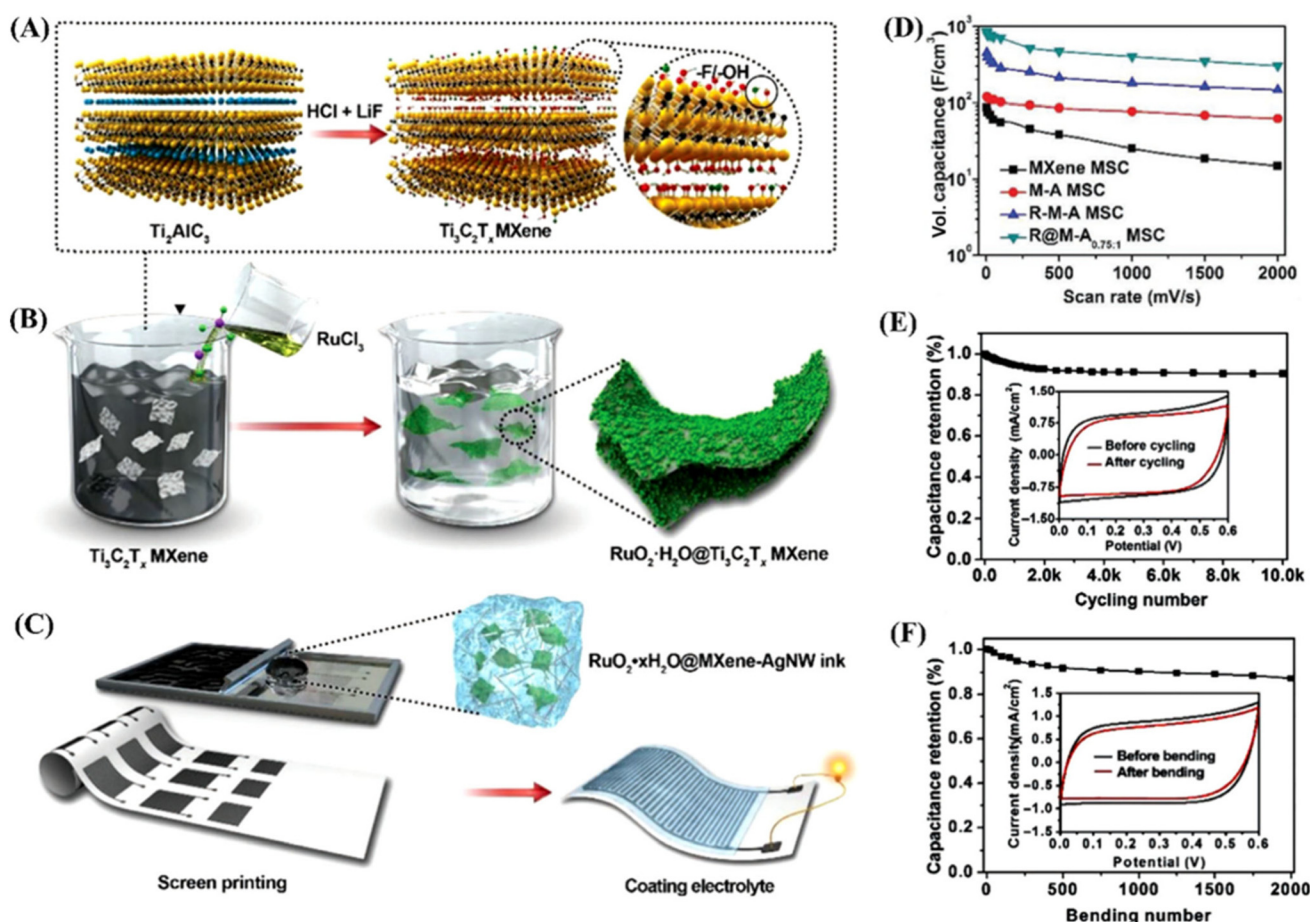 (A)
HCl + LiF
-F/-OH
Ti₂AlC₃
Ti₃C₂Tₓ MXene
(B)
RuCl₃
Ti₃C₂Tₓ MXene
RuO₂·H₂O@Ti₃C₂Tₓ MXene
(C)
RuO₂•xH₂O@MXene-AgNW ink
Screen printing
Coating electrolyte
(D)
Vol. capacitance (F/cm³)
10³
10²
10¹
10⁰
MXene MSC
M-A MSC
R-M-A MSC
R@M-A₀.₇₅:₁ MSC
0 500 1000 1500 2000
Scan rate (mV/s)
(E)
Capacitance retention (%)
1.0
0.8
0.6
0.4
0.2
0.0
Current density (mA/cm²)
1.50
0.75
0.00
-0.75
-1.50
Before cycling
After cycling
0.0 0.1 0.2 0.3 0.4 0.5 0.6
Potential (V)
0.0 2.0k 4.0k 6.0k 8.0k 10.0k
Cycling number
(F)
Capacitance retention (%)
1.0
0.8
0.6
0.4
0.2
0.0
Current density(mA/cm²)
1.5
1.0
0.5
0.0
-0.5
-1.0
-1.5
Before bending
After bending
0.0 0.1 0.2 0.3 0.4 0.5 0.6
Potential (V)
0 500 1000 1500 2000
Bending number